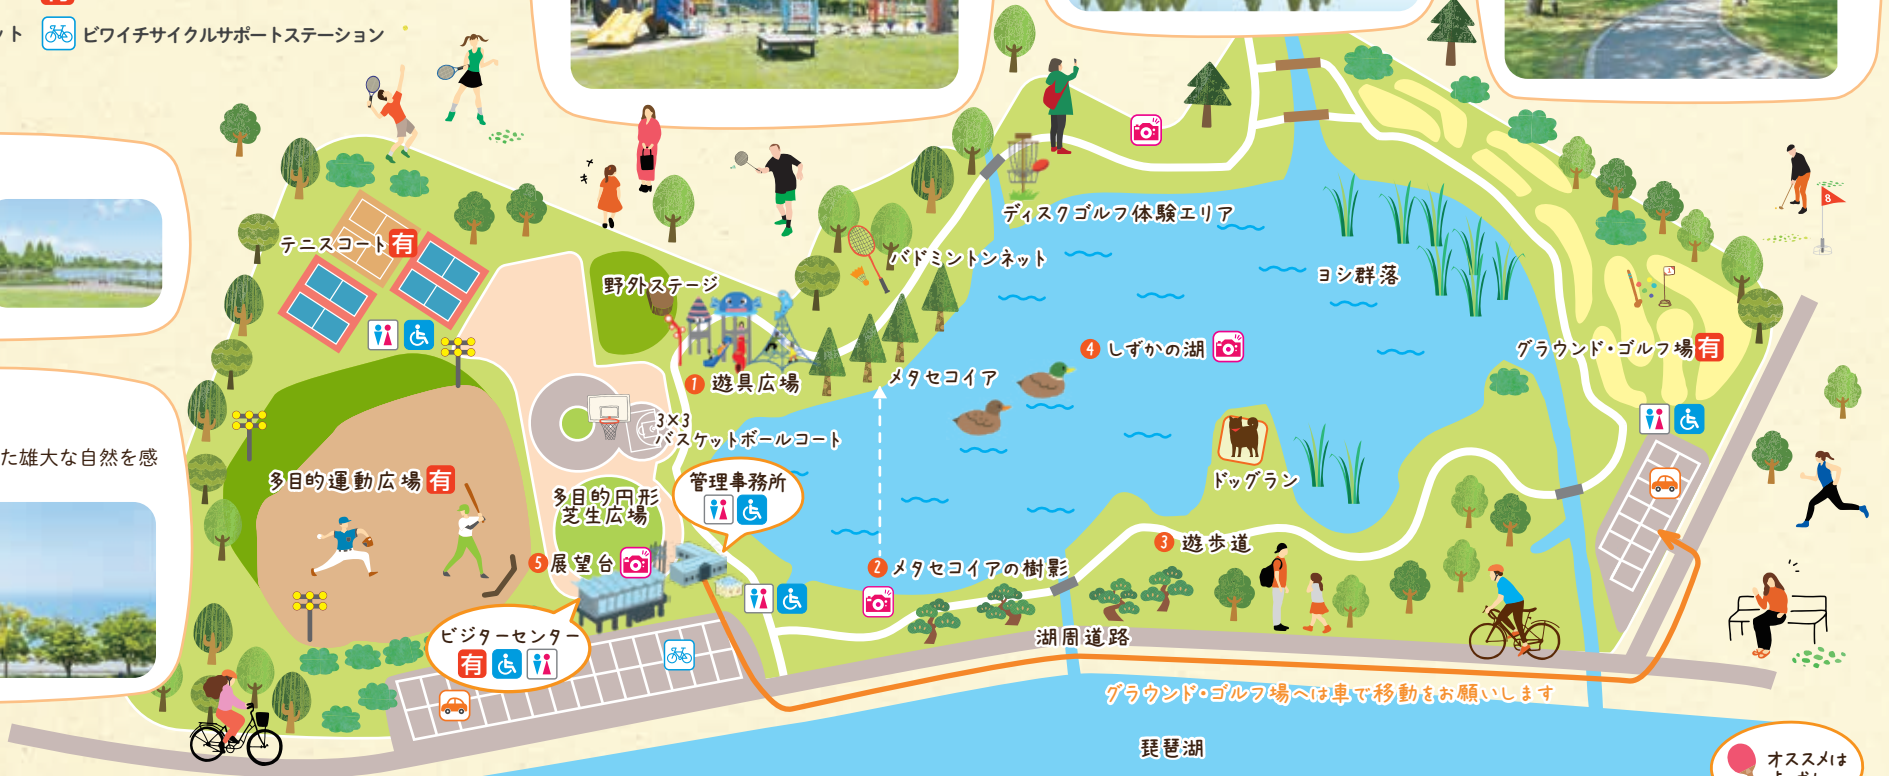 ット
ビワイチサイクルサポートステーション
た雄大な自然を感
テニスコート 有
野外ステージ
バドミントンネット
ディスクゴルフ体験エリア
ヨシ群落
8
1
グラウンド・ゴルフ場 有
1 遊具広場
メタセコイア
4 しずかの湖
3×3
バスケットボールコート
多目的運動広場 有
多目的円形
芝生広場
管理事務所
ドッグラン
5 展望台
2 メタセコイアの樹影
3 遊歩道
ビジターセンター
有
湖周道路
グラウンド・ゴルフ場へは車で移動をお願いします
琵琶湖
オススメは